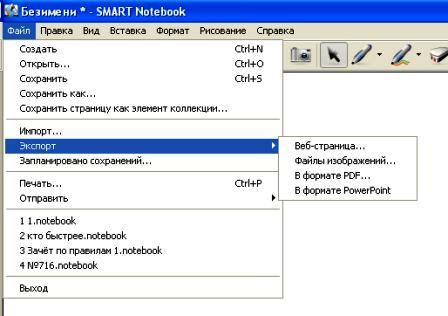 Безимени * - SMART Notebook
Файл Правка Вид Вставка Формат Рисование Справка
Создать Ctrl+N
Открыть... Ctrl+O
Сохранить Ctrl+S
Сохранить как...
Сохранить страницу как элемент коллекции...
Импорт...
Экспорт
Запланировано сохранений...
Печать... Ctrl+P
Отправить
1 1.notebook
2 кто быстрее.notebook
3 Зачёт по правилам 1.notebook
4 №716.notebook
Выход
Веб-страница...
Файлы изображений...
В формате PDF...
В формате PowerPoint